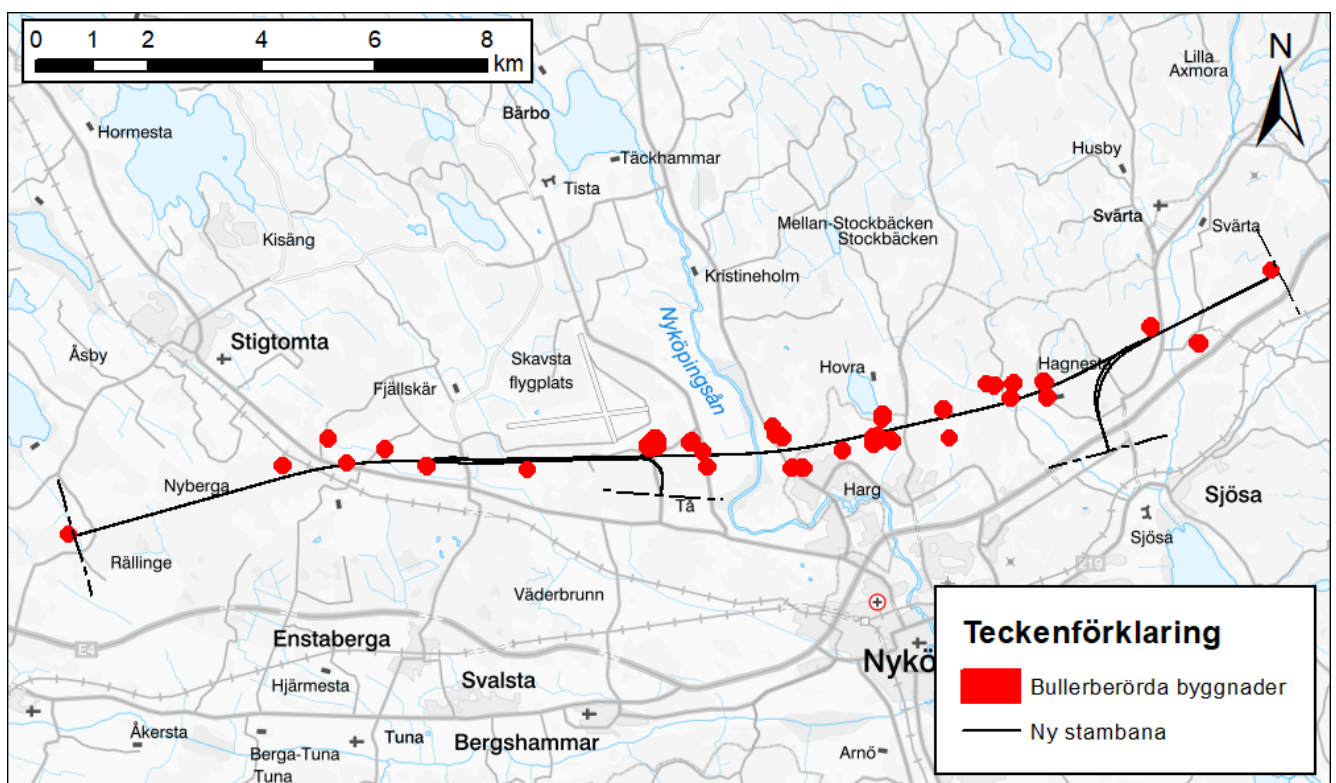 0 1 2 4 6 8
km
N
Lilla
Axmora
Hormesta
Bärbo
Täckhammar
Tista
Husby
Svärta
Svärta
Kisäng
Mellan-Stockbäcken
Stockbäcken
Kristineholm
Nyköpingsån
Stigtomta
Åsby
Skavsta
flygplats
Fjällskär
Hovra
Hagnest
Nyberga
Harg
Sjösa
Tå
Sjösa
Rällinge
219
Väderbrunn
E4
Enstaberga
Nykö
Hjärmesta
Svalsta
Åkersta
Tuna
Bergshammar
Berga-Tuna
Tuna
Arnö
Teckenförklaring
Bullerberörda byggnader
Ny stambana